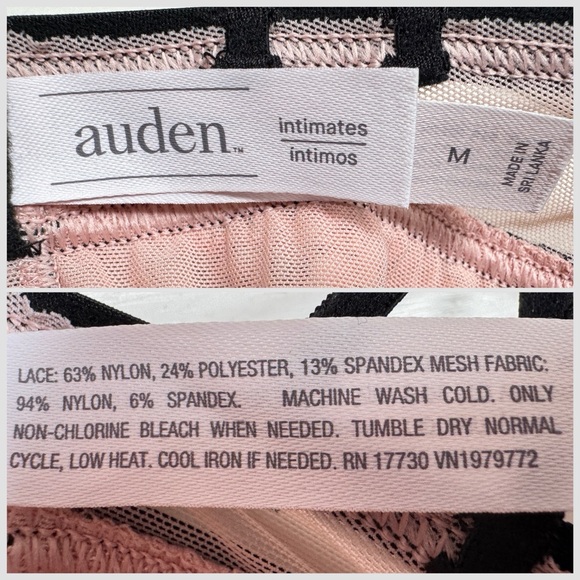 auden™
intimates
intimos
M
MADE IN
SRI LANKA
LACE: 63% NYLON, 24% POLYESTER, 13% SPANDEX MESH FABRIC:
94% NYLON, 6% SPANDEX. MACHINE WASH COLD. ONLY
NON-CHLORINE BLEACH WHEN NEEDED. TUMBLE DRY NORMAL
CYCLE, LOW HEAT. COOL IRON IF NEEDED. RN 17730 VN1979772